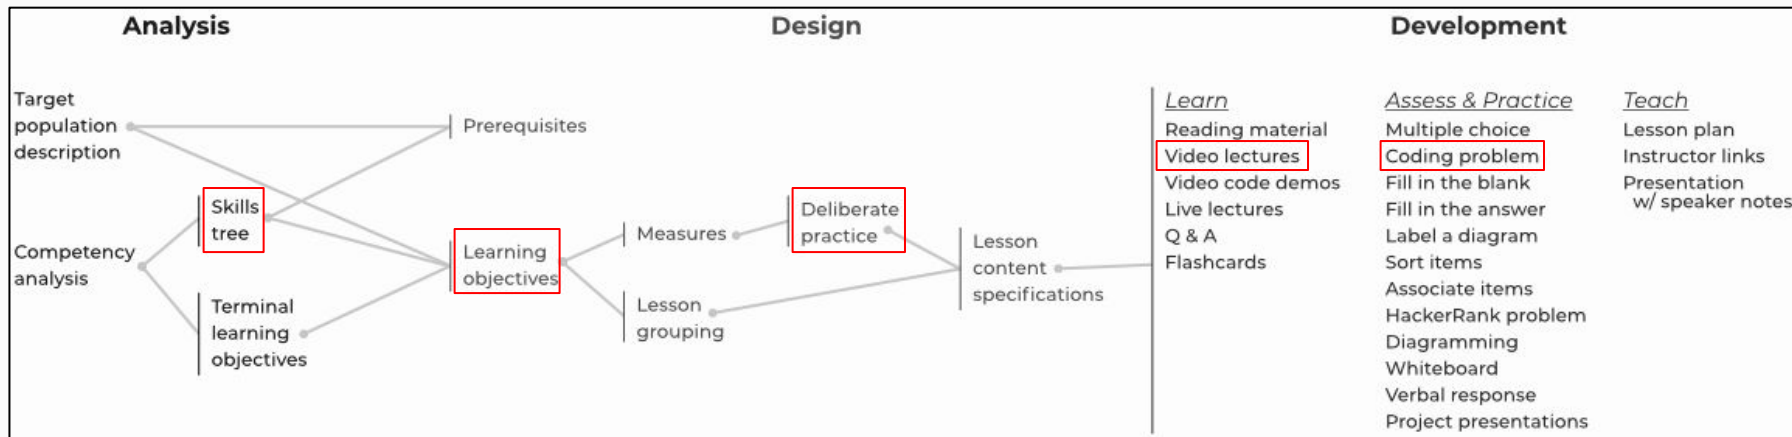 Analysis
Design
Development
Target
population
description
Prerequisites
Skills
tree
Competency
analysis
Terminal
learning
objectives
Learning
objectives
Measures
Lesson
grouping
Deliberate
practice
Lesson
content
specifications
Learn
Reading material
Video lectures
Video code demos
Live lectures
Q & A
Flashcards
Assess & Practice
Multiple choice
Coding problem
Fill in the blank
Fill in the answer
Label a diagram
Sort items
Associate items
HackerRank problem
Diagramming
Whiteboard
Verbal response
Project presentations
Teach
Lesson plan
Instructor links
Presentation
w/ speaker notes